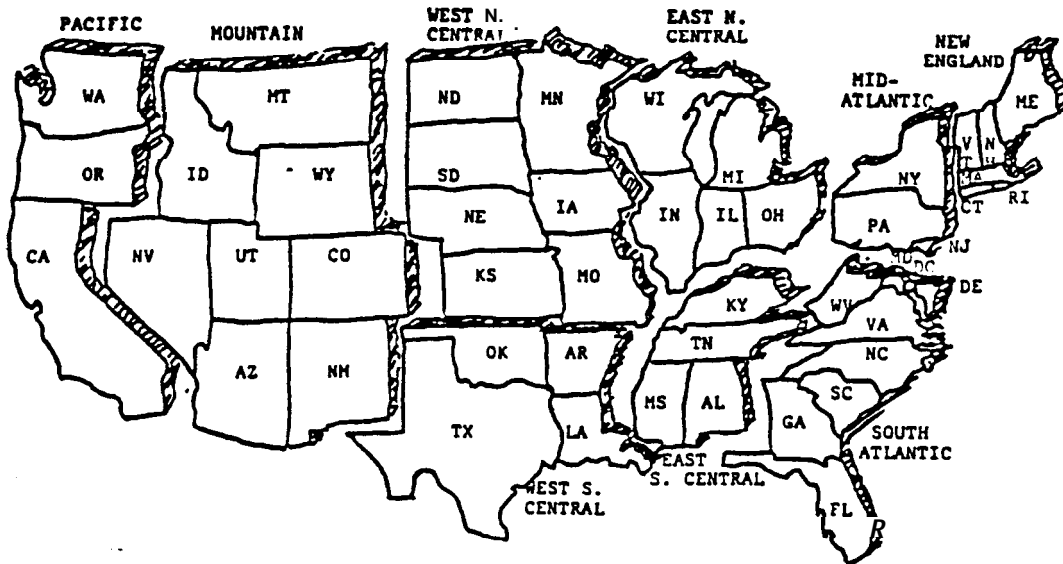 PACIFIC
MOUNTAIN
WEST N.
CENTRAL
EAST N.
CENTRAL
NEW
ENGLAND
MID-
ATLANTIC
WA
MT
ND
MN
WI
ME
V
T
N
H
OR
ID
WY
SD
MI
NY
MA
RI
CT
NE
IA
IN
IL
OH
PA
NJ
CA
NV
UT
CO
KS
MO
MD
DC
DE
KY
WV
VA
AZ
NM
OK
AR
TN
NC
TX
LA
MS
AL
GA
SC
SOUTH
ATLANTIC
EAST
S. CENTRAL
WEST S.
CENTRAL
FL
R